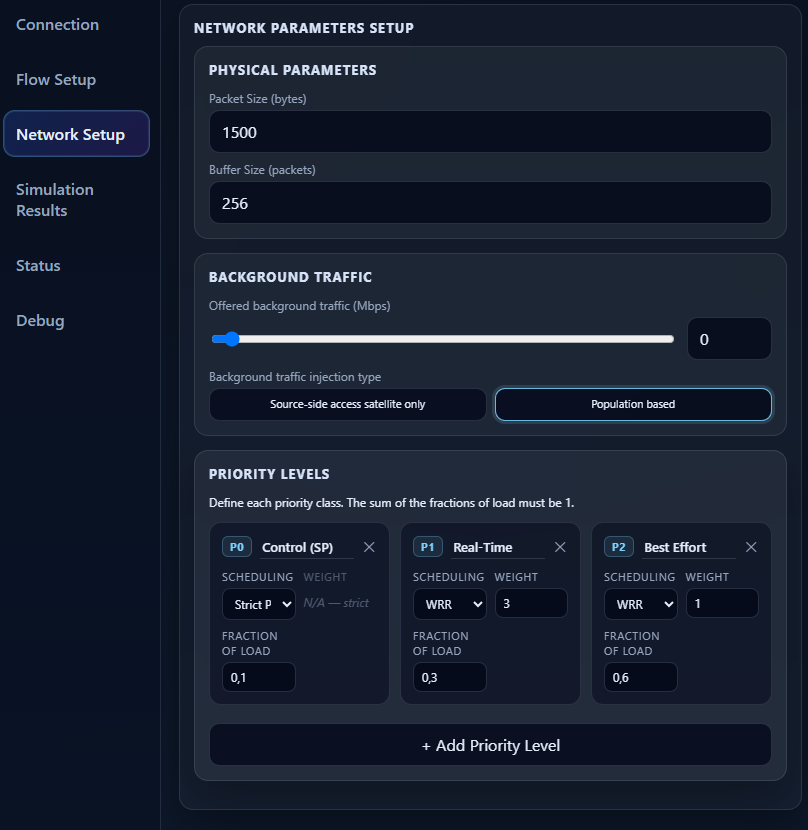 Connection
Flow Setup
Network Setup
Simulation
Results
Status
Debug
NETWORK PARAMETERS SETUP
PHYSICAL PARAMETERS
Packet Size (bytes)
1500
Buffer Size (packets)
256
BACKGROUND TRAFFIC
Offered background traffic (Mbps)
0
Background traffic injection type
Source-side access satellite only
Population based
PRIORITY LEVELS
Define each priority class. The sum of the fractions of load must be 1.
P0 Control (SP)
SCHEDULING WEIGHT
Strict P N/A — strict
FRACTION
OF LOAD
0,1
P1 Real-Time
SCHEDULING WEIGHT
WRR 3
FRACTION
OF LOAD
0,3
P2 Best Effort
SCHEDULING WEIGHT
WRR 1
FRACTION
OF LOAD
0,6
+ Add Priority Level